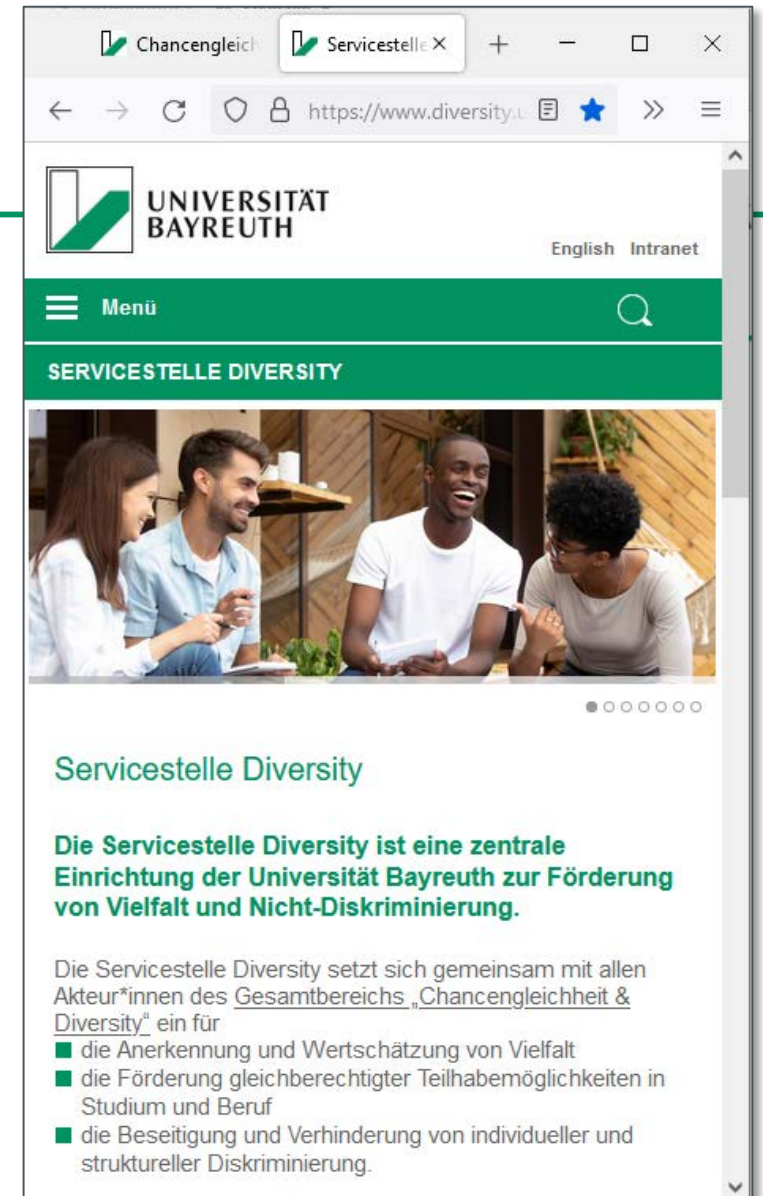 Chancengleich
Servicestelle
https://www.diversity.u
UNIVERSITÄT
BAYREUTH
English Intranet
Menü
SERVICESTELLE DIVERSITY
Servicestelle Diversity
Die Servicestelle Diversity ist eine zentrale
Einrichtung der Universität Bayreuth zur Förderung
von Vielfalt und Nicht-Diskriminierung.
Die Servicestelle Diversity setzt sich gemeinsam mit allen
Akteur*innen des Gesamtbereichs „Chancengleichheit &
Diversity“ ein für
die Anerkennung und Wertschätzung von Vielfalt
die Förderung gleichberechtigter Teilhabemöglichkeiten in
Studium und Beruf
die Beseitigung und Verhinderung von individueller und
struktureller Diskriminierung.